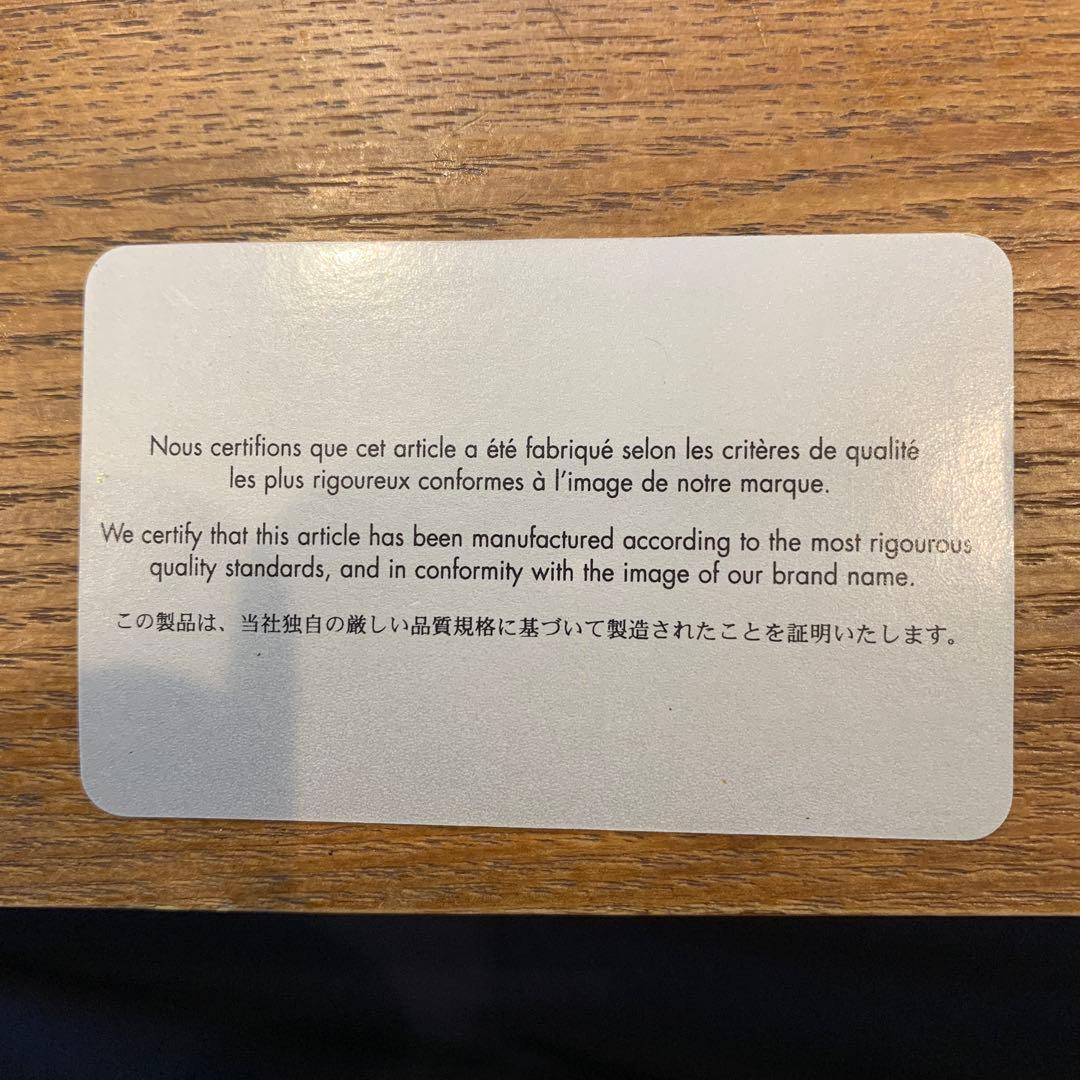 Nous certifions que cet article a été fabriqué selon les critères de qualité
les plus rigoureux conformes à l'image de notre marque.
We certify that this article has been manufactured according to the most rigourous
quality standards, and in conformity with the image of our brand name.
この製品は、当社独自の厳しい品質規格に基づいて製造されたことを証明いたします。